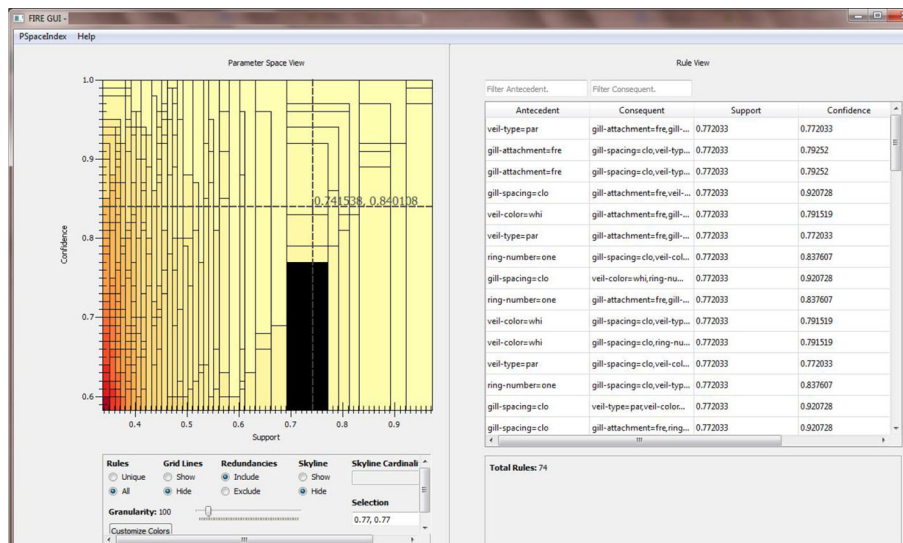 FIRE GUI -
PSpaceIndex Help
Parameter Space View
1.0
0.9
0.8
0.7
0.6
Confidence
0.741538, 0.840108
0.4 0.5 0.6 0.7 0.8 0.9
Support
Rules Grid Lines Redundancies Skyline Skyline Cardinali
Unique Show Include Show
All Hide Exclude Hide
Selection
Granularity: 100
0.77, 0.77
Customize Colors
Rule View
Filter Antecedent. Filter Consequent.
Antecedent Consequent Support Confidence
veil-type=par gill-attachment=fre,gill-... 0.772033 0.772033
gill-attachment=fre gill-spacing=clo,veil-typ... 0.772033 0.79252
gill-attachment=fre gill-spacing=clo,veil-typ... 0.772033 0.79252
gill-spacing=clo gill-attachment=fre,veil-... 0.772033 0.920728
veil-color=whi gill-attachment=fre,gill-... 0.772033 0.791519
veil-type=par gill-attachment=fre,gill-... 0.772033 0.772033
ring-number=one gill-spacing=clo,veil-col... 0.772033 0.837607
gill-spacing=clo veil-color=whi,ring-nu... 0.772033 0.920728
ring-number=one gill-attachment=fre,gill-... 0.772033 0.837607
veil-color=whi gill-spacing=clo,veil-typ... 0.772033 0.791519
veil-color=whi gill-spacing=clo,ring-nu... 0.772033 0.791519
veil-type=par gill-spacing=clo,veil-col... 0.772033 0.772033
ring-number=one gill-spacing=clo,veil-typ... 0.772033 0.837607
gill-spacing=clo veil-type=par,veil-color... 0.772033 0.920728
gill-spacing=clo gill-attachment=fre,ring... 0.772033 0.920728
Total Rules: 74